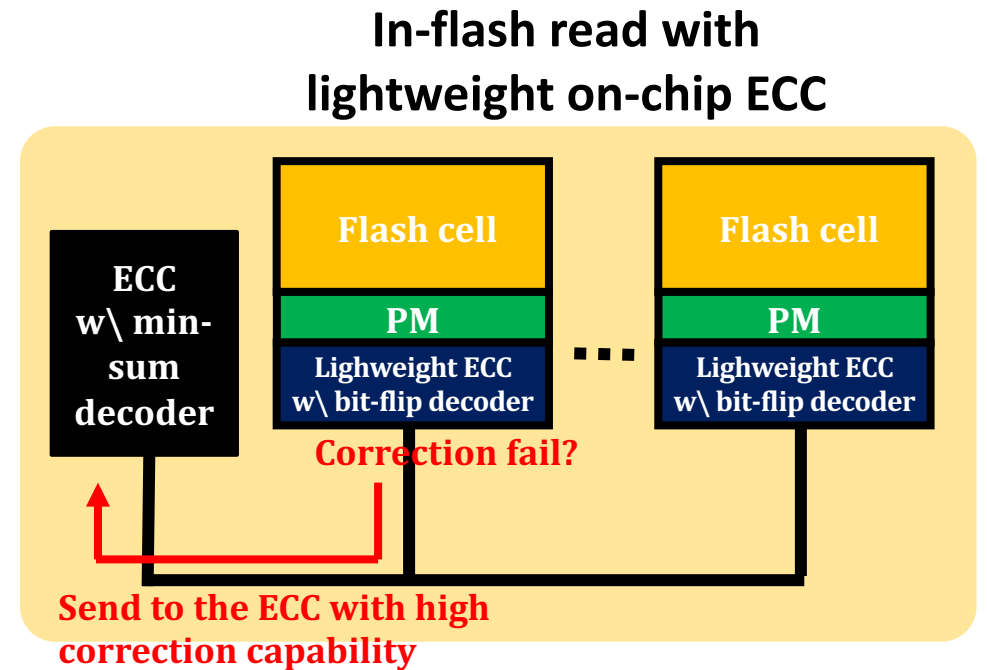 In-flash read with
lightweight on-chip ECC
ECC
w\ min-
sum
decoder
Flash cell
PM
Lighweight ECC
w\ bit-flip decoder
Flash cell
PM
Lighweight ECC
w\ bit-flip decoder
Correction fail?
Send to the ECC with high
correction capability